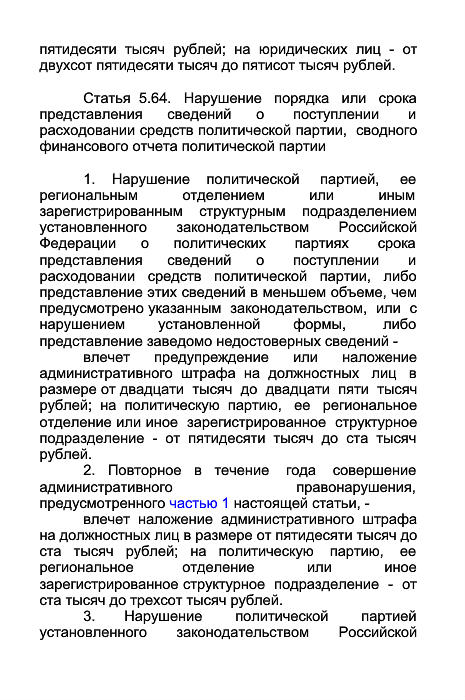 пятидесяти тысяч рублей; на юридических лиц - от
двухсот пятидесяти тысяч до пятисот тысяч рублей.
Статья 5.64. Нарушение порядка или срока
представления сведений о поступлении и
расходовании средств политической партии, сводного
финансового отчета политической партии
1. Нарушение политической партией, ее
региональным отделением или иным
зарегистрированным структурным подразделением
установленного законодательством Российской
Федерации о политических партиях срока
представления сведений о поступлении и
расходовании средств политической партии, либо
представление этих сведений в меньшем объеме, чем
предусмотрено указанным законодательством, или с
нарушением установленной формы, либо
представление заведомо недостоверных сведений -
влечет предупреждение или наложение
административного штрафа на должностных лиц в
размере от двадцати тысяч до двадцати пяти тысяч
рублей; на политическую партию, ее региональное
отделение или иное зарегистрированное структурное
подразделение - от пятидесяти тысяч до ста тысяч
рублей.
2. Повторное в течение года совершение
административного правонарушения,
предусмотренного частью 1 настоящей статьи, -
влечет наложение административного штрафа
на должностных лиц в размере от пятидесяти тысяч до
ста тысяч рублей; на политическую партию, ее
региональное отделение или иное
зарегистрированное структурное подразделение - от
ста тысяч до трехсот тысяч рублей.
3. Нарушение политической партией
установленного законодательством Российской